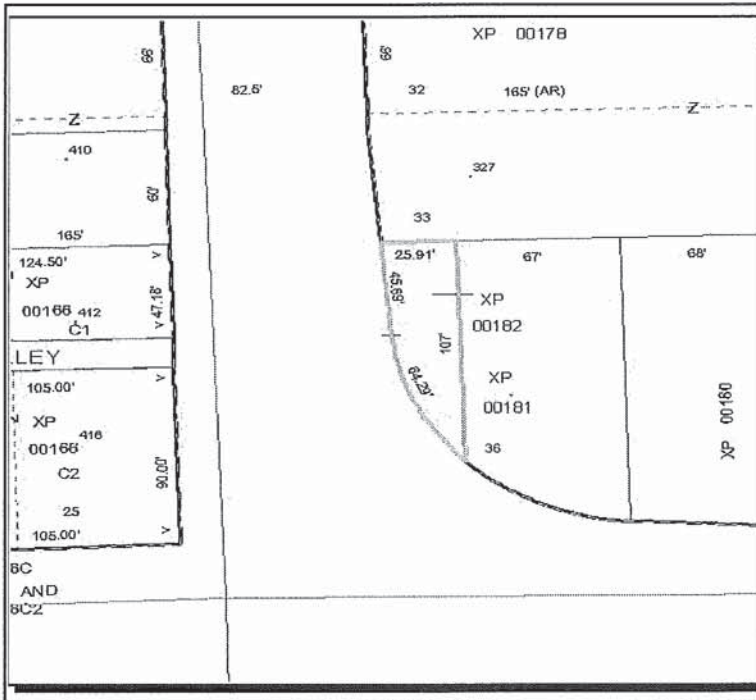 XP 00178
66'
66'
82.5'
32
165' (AR)
Z
Z
410
327
60'
33
165'
25.91'
67'
68'
124.50'
XP
00166
412
C1
47.18'
45.69'
XP
00182
107'
LEY
64.29'
105.00'
XP
00181
XP 00180
XP
00166
416
36
C2
90.00'
25
105.00'
6C
AND
6C2